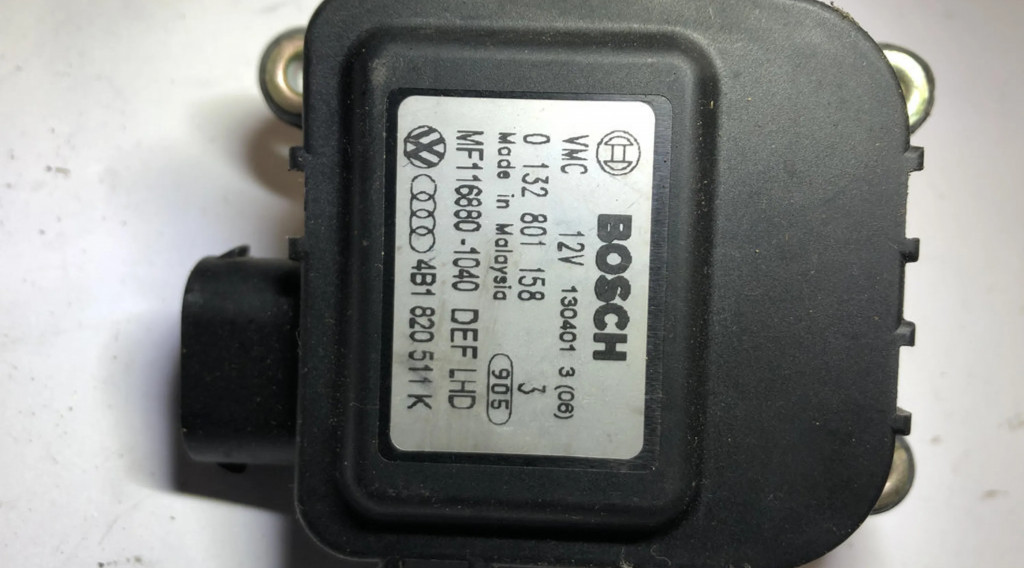 BOSCH
VMC 12V 130401 3 (06)
0 132 801 158 3
Made in Malaysia 905
MF116880-1040 DEF LHD
4B1 820 511 K